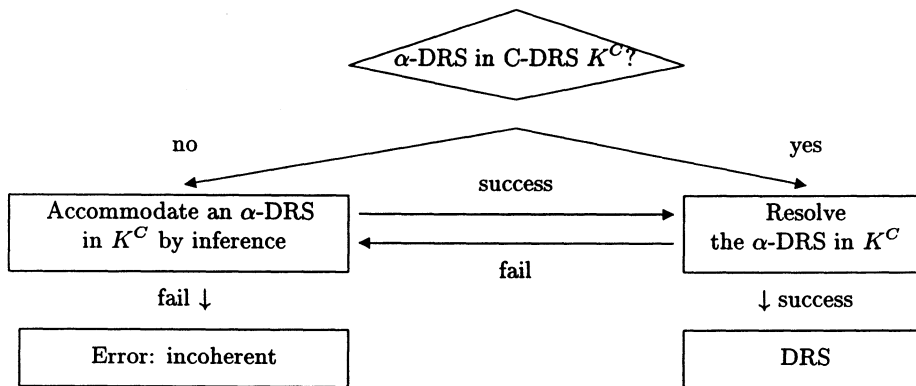 α-DRS in C-DRS K^C?
no
yes
success
Accommodate an α-DRS
in K^C by inference
Resolve
the α-DRS in K^C
fail
fail ↓
↓ success
Error: incoherent
DRS